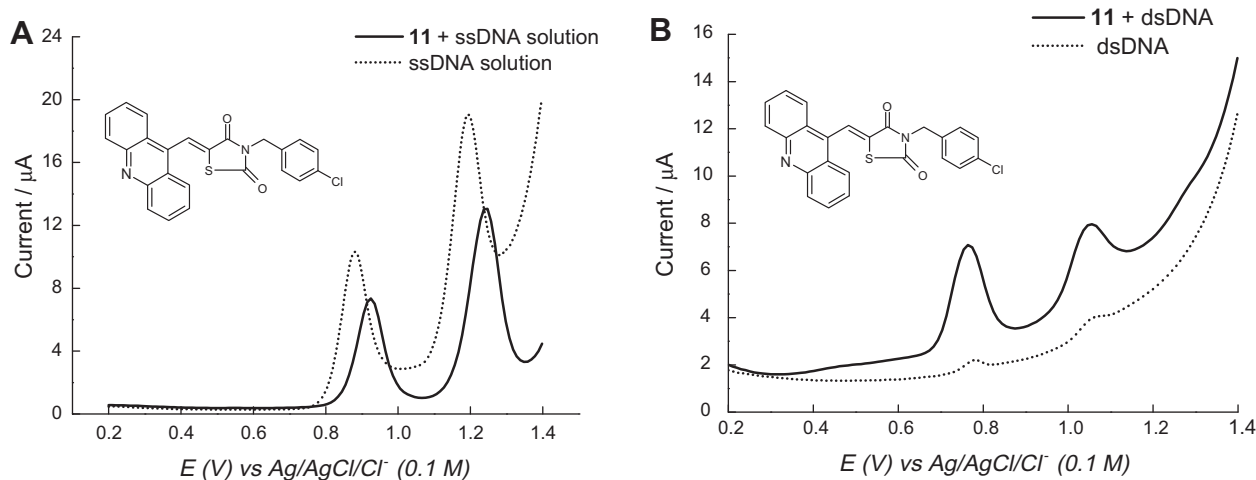 A
11 + ssDNA solution
ssDNA solution
24
20
16
12
8
4
0
0.2 0.4 0.6 0.8 1.0 1.2 1.4
Current / μA
E (V) vs Ag/AgCl/Cl⁻ (0.1 M)
N
O
N
S
O
Cl
B
11 + dsDNA
dsDNA
16
14
12
10
8
6
4
2
0
0.2 0.4 0.6 0.8 1.0 1.2 1.4
Current / μA
E (V) vs Ag/AgCl/Cl⁻ (0.1 M)
N
O
N
S
O
Cl